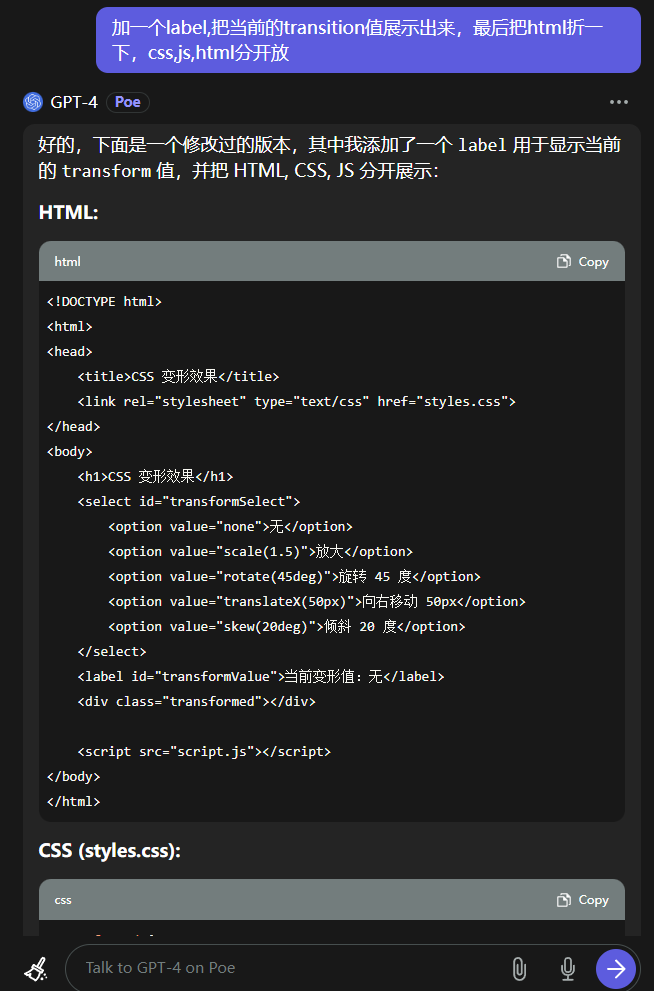 加一个label,把当前的transition值展示出来，最后把html折一
下，css,js,html分开放
GPT-4 Poe
好的，下面是一个修改过的版本，其中我添加了一个 label 用于显示当前
的 transform 值，并把 HTML, CSS, JS 分开展示：
HTML:
html Copy
<!DOCTYPE html>
<html>
<head>
    <title>CSS 变形效果</title>
    <link rel="stylesheet" type="text/css" href="styles.css">
</head>
<body>
    <h1>CSS 变形效果</h1>
    <select id="transformSelect">
        <option value="none">无</option>
        <option value="scale(1.5)">放大</option>
        <option value="rotate(45deg)">旋转 45 度</option>
        <option value="translateX(50px)">向右移动 50px</option>
        <option value="skew(20deg)">倾斜 20 度</option>
    </select>
    <label id="transformValue">当前变形值：无</label>
    <div class="transformed"></div>
    <script src="script.js"></script>
</body>
</html>
CSS (styles.css):
css Copy
Talk to GPT-4 on Poe